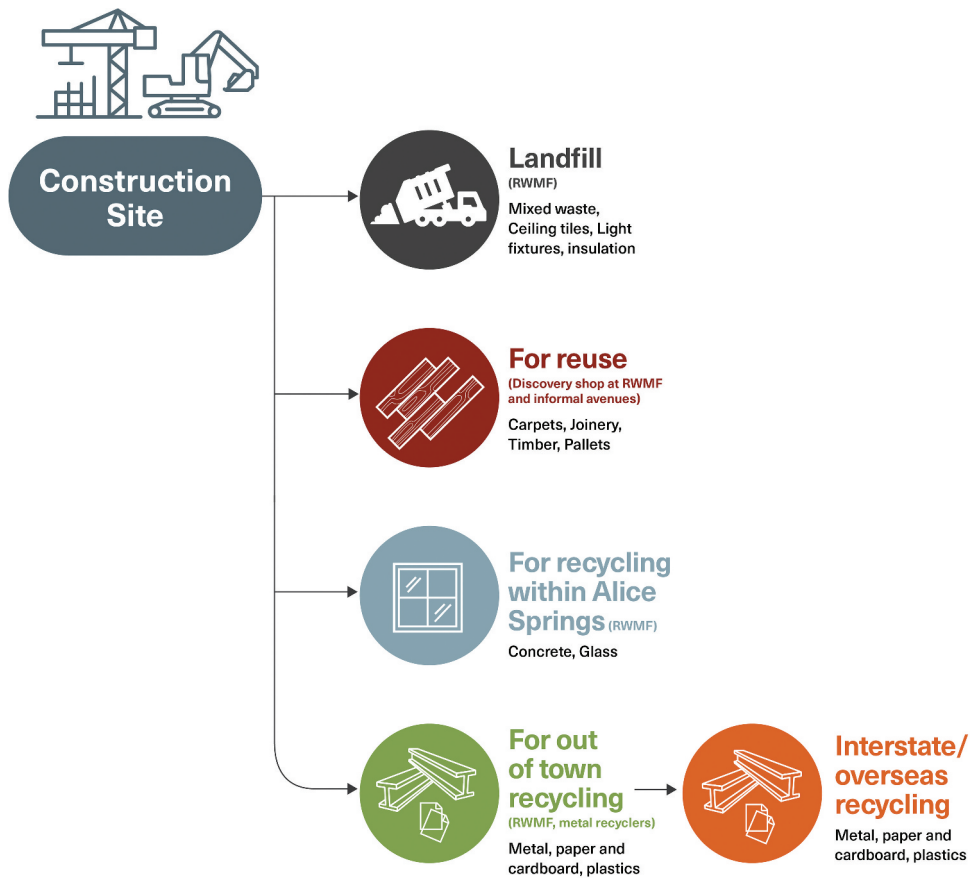 Construction
Site
Landfill
(RWMF)
Mixed waste,
Ceiling tiles, Light
fixtures, insulation
For reuse
(Discovery shop at RWMF
and informal avenues)
Carpets, Joinery,
Timber, Pallets
For recycling
within Alice
Springs (RWMF)
Concrete, Glass
For out
of town
recycling
(RWMF, metal recyclers)
Metal, paper and
cardboard, plastics
Interstate/
overseas
recycling
Metal, paper and
cardboard, plastics